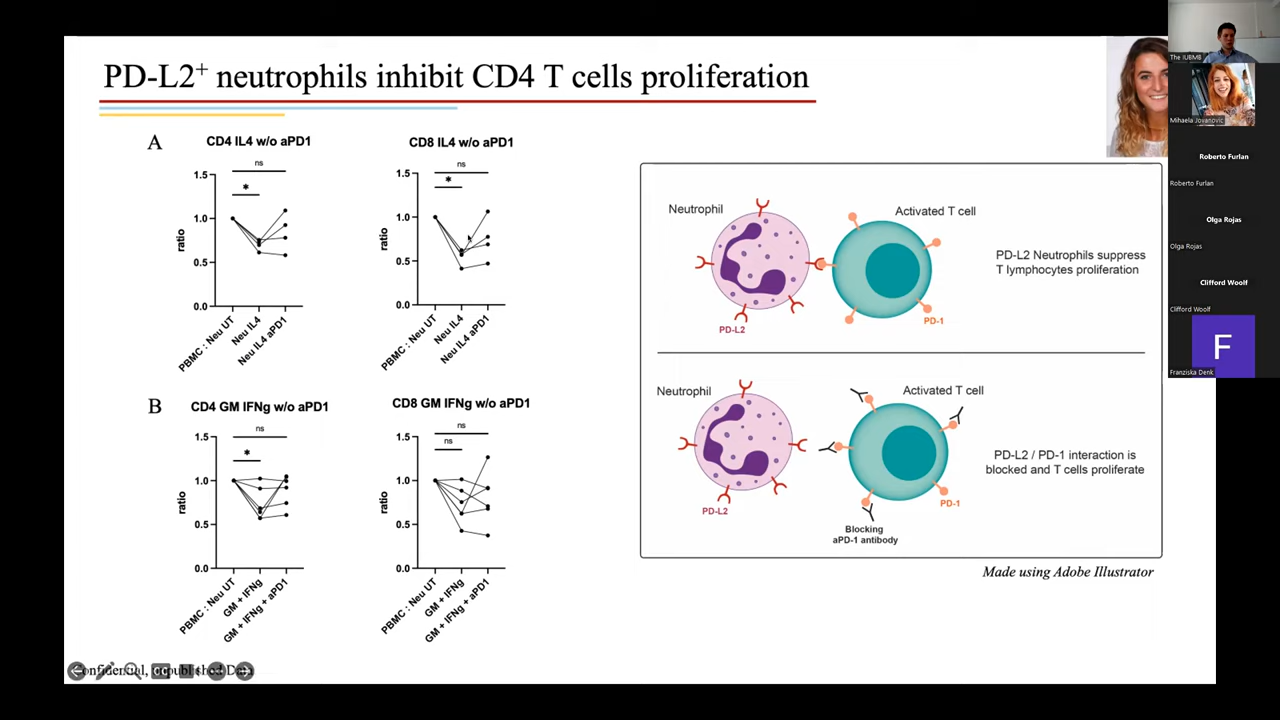 PD-L2+ neutrophils inhibit CD4 T cells proliferation
A
CD4 IL4 w/o aPD1
ns
*
1.5
1.0
0.5
0.0
ratio
PBMC : Neu UT
Neu IL4
Neu IL4 aPD1
CD8 IL4 w/o aPD1
ns
*
1.5
1.0
0.5
0.0
ratio
PBMC : Neu UT
Neu IL4
Neu IL4 aPD1
B
CD4 GM IFNg w/o aPD1
ns
*
1.5
1.0
0.5
0.0
ratio
PBMC : Neu UT
GM + IFNg
GM + IFNg + aPD1
CD8 GM IFNg w/o aPD1
ns
ns
1.5
1.0
0.5
0.0
ratio
PBMC : Neu UT
GM + IFNg
GM + IFNg + aPD1
Neutrophil
Activated T cell
PD-L2 Neutrophils suppress
T lymphocytes proliferation
PD-L2
PD-1
Neutrophil
Activated T cell
PD-L2 / PD-1 interaction is
blocked and T cells proliferate
PD-L2
PD-1
Blocking
aPD-1 antibody
Made using Adobe Illustrator
Confidential, unpublished Data
The IUBMB
Mihaela Jovanovic
Roberto Furlan
Roberto Furlan
Olga Rojas
Olga Rojas
Clifford Woolf
Clifford Woolf
F
Franziska Denk